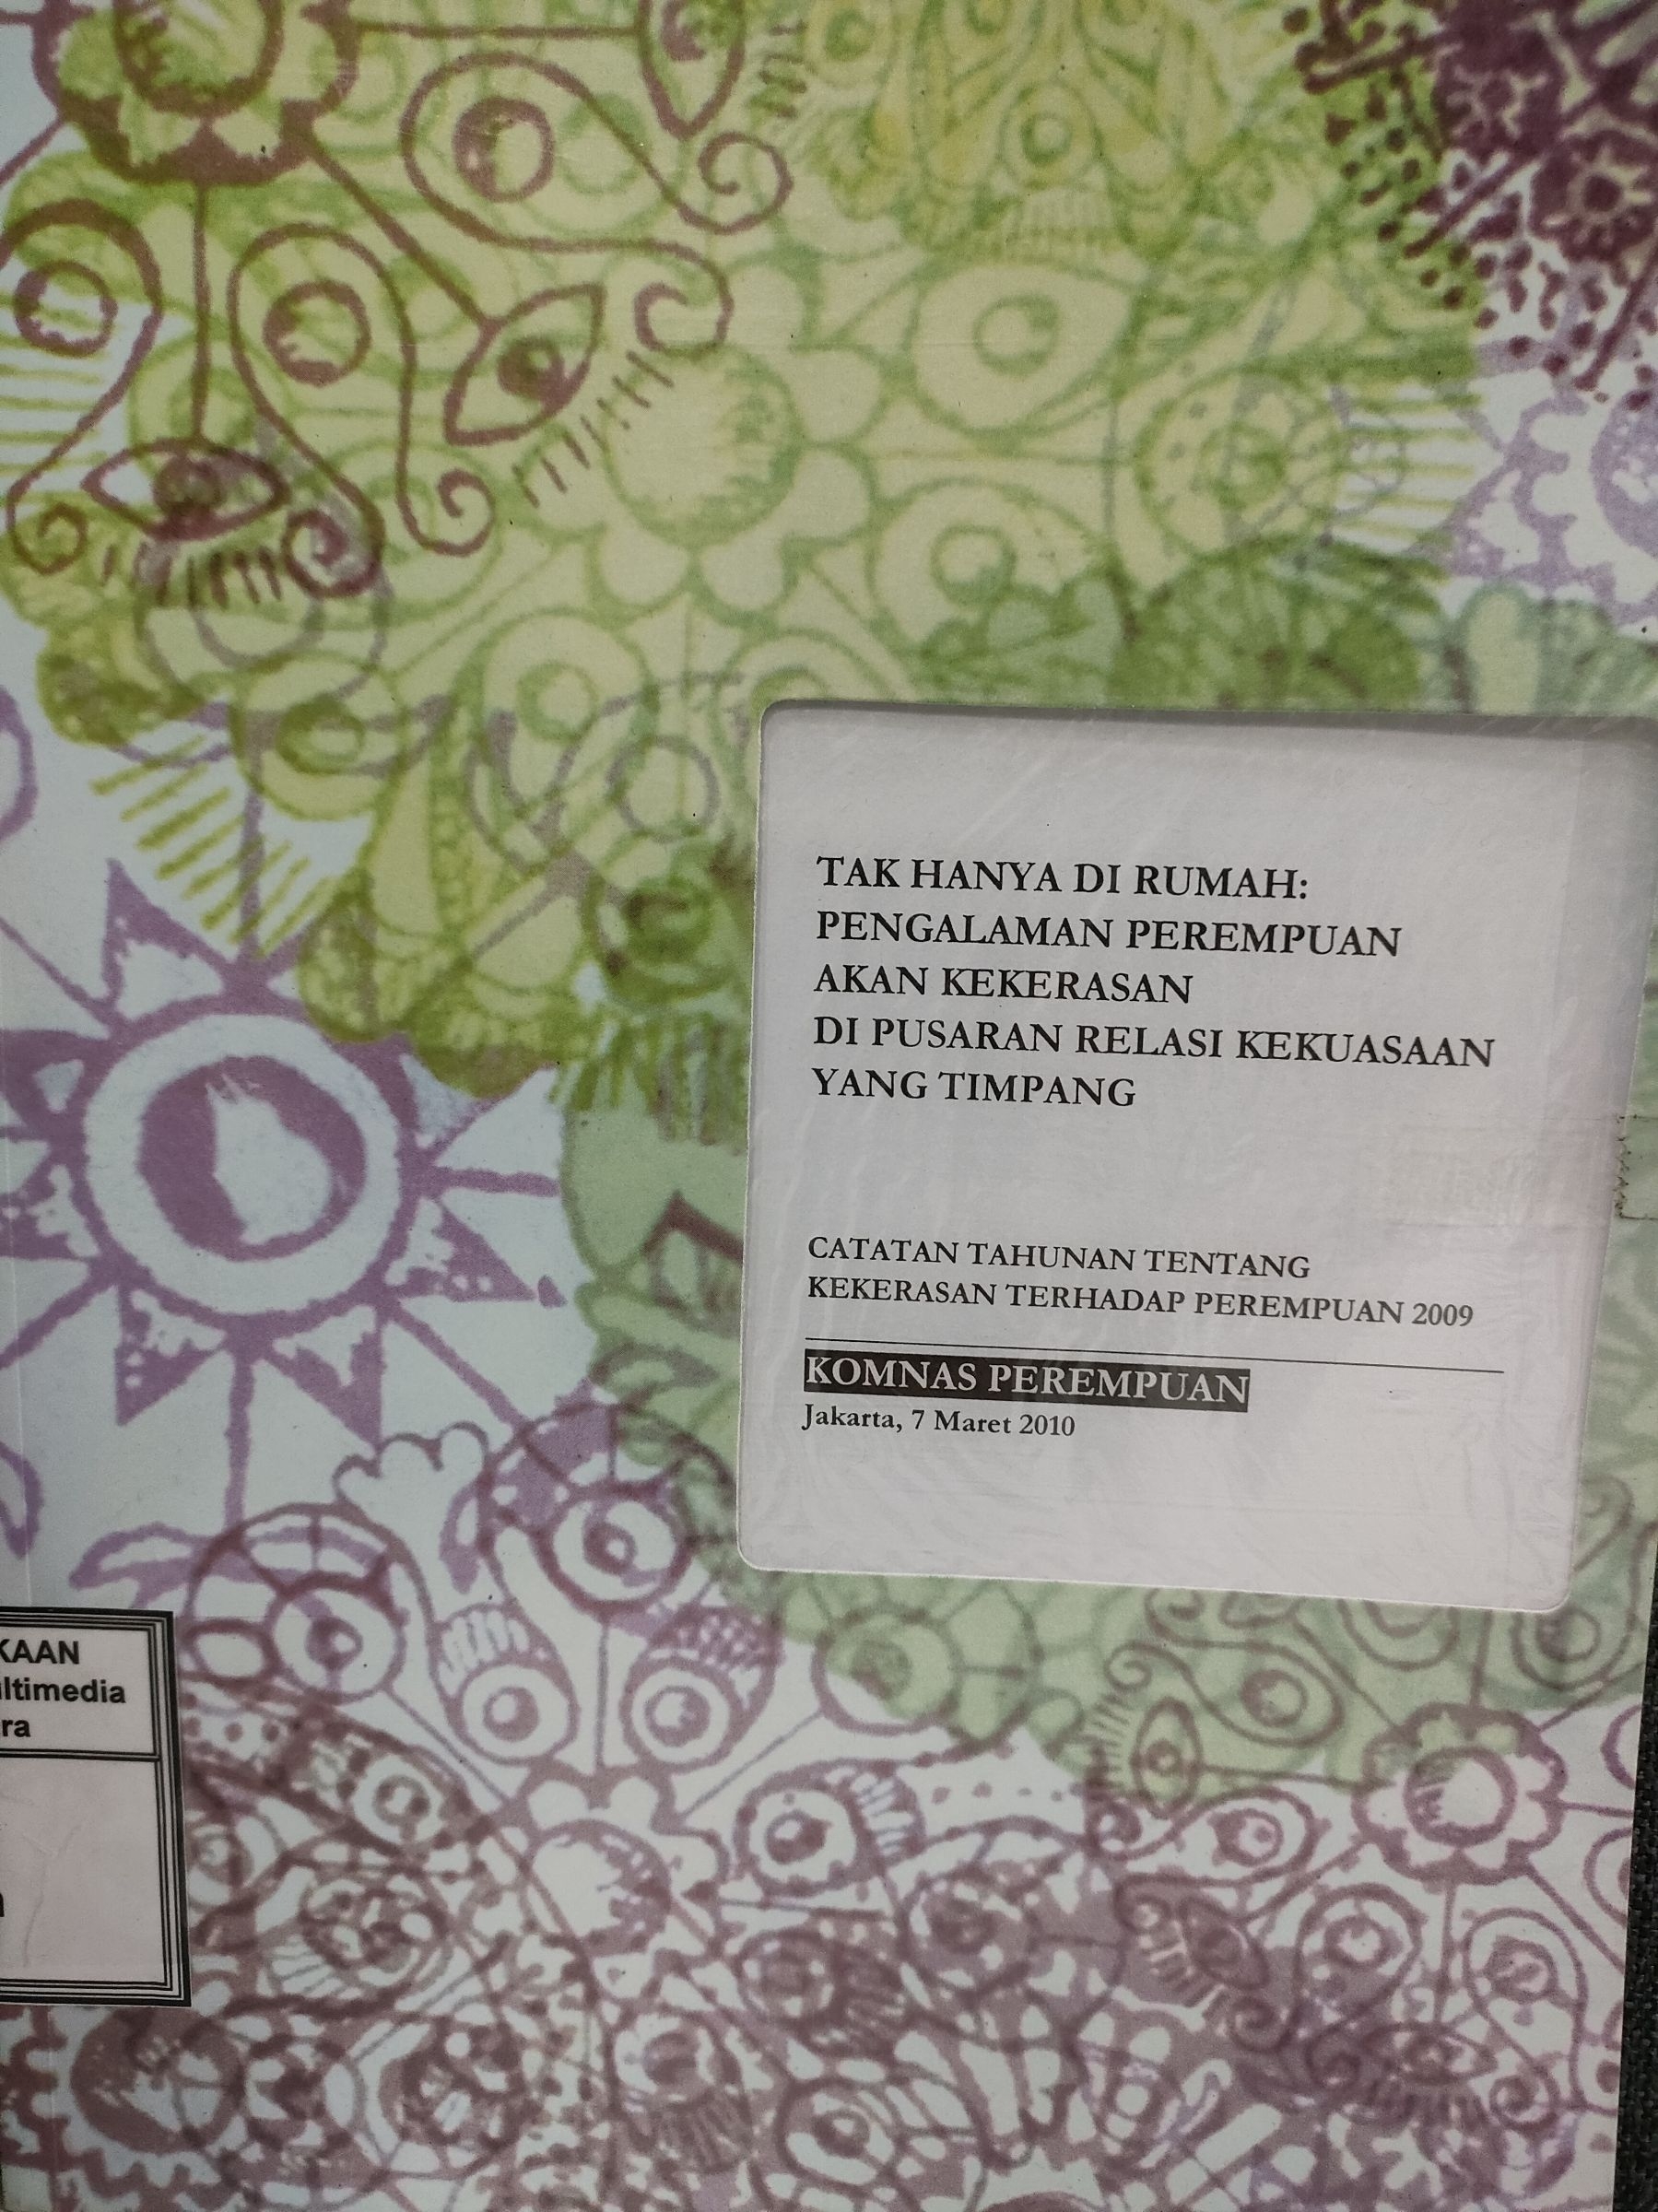 TAK HANYA DI RUMAH:
PENGALAMAN PEREMPUAN
AKAN KEKERASAN
DI PUSARAN RELASI KEKUASAAN
YANG TIMPANG
CATATAN TAHUNAN TENTANG
KEKERASAN TERHADAP PEREMPUAN 2009
KOMNAS PEREMPUAN
Jakarta, 7 Maret 2010
KAAN
ltimedia
ra